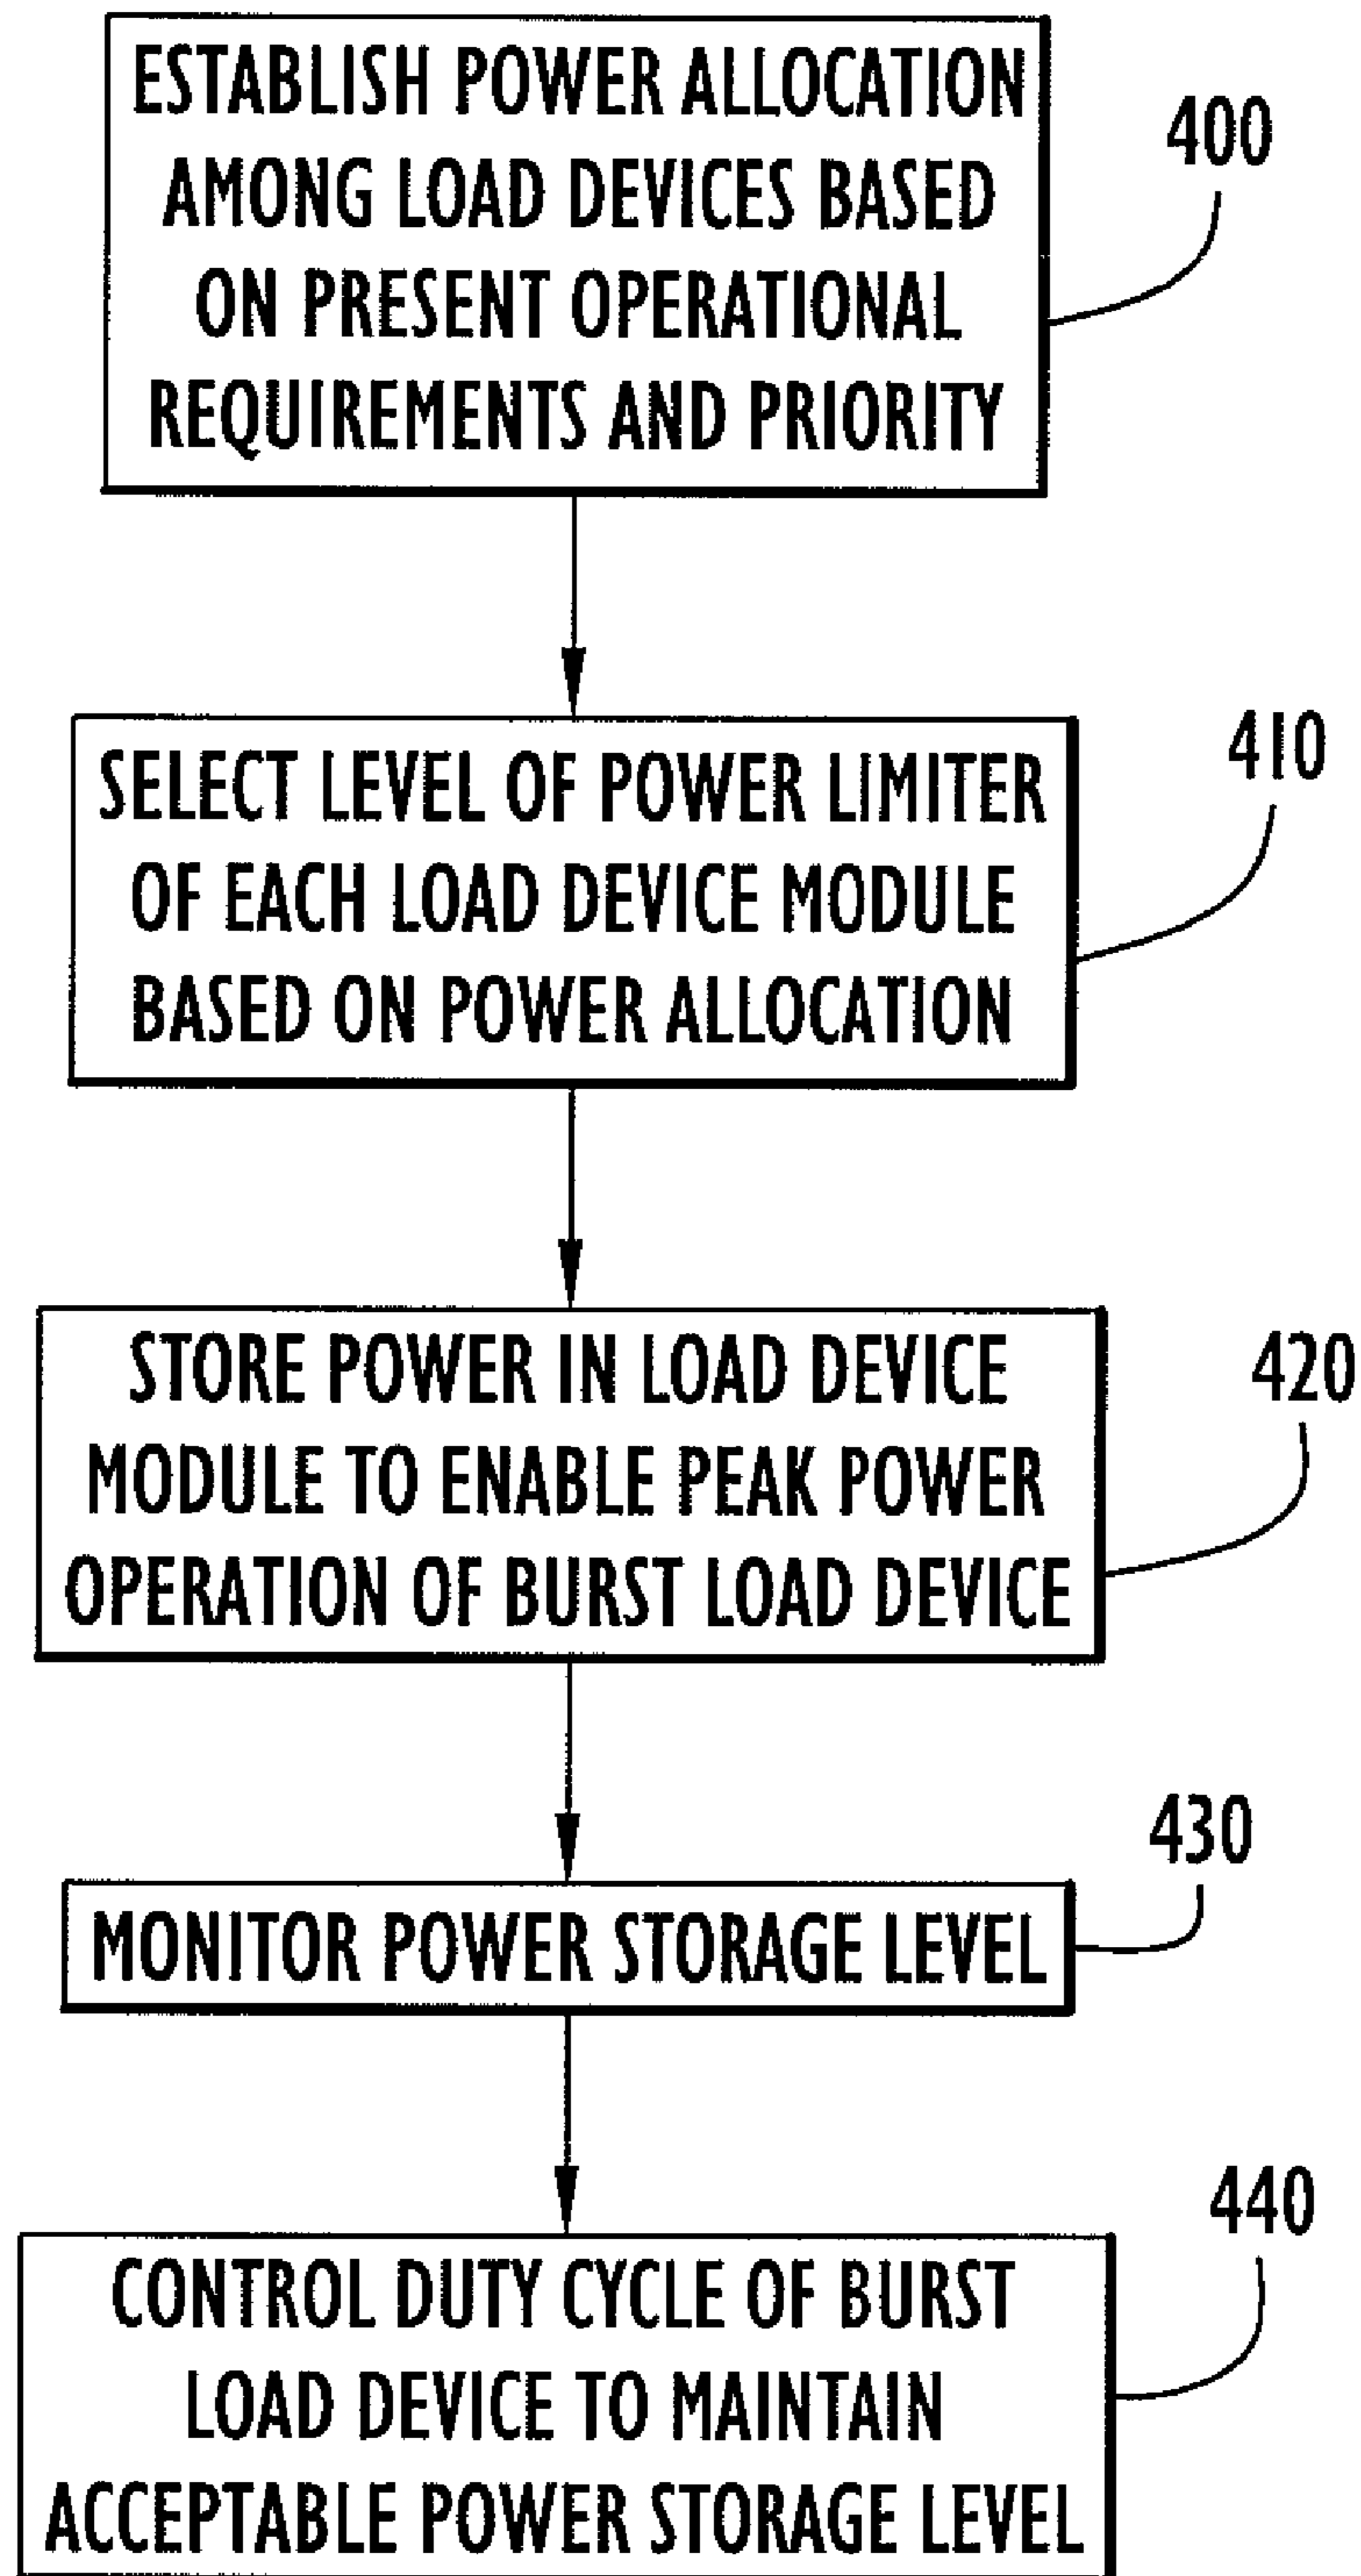 ESTABLISH POWER ALLOCATION
AMONG LOAD DEVICES BASED
ON PRESENT OPERATIONAL
REQUIREMENTS AND PRIORITY
400
SELECT LEVEL OF POWER LIMITER
OF EACH LOAD DEVICE MODULE
BASED ON POWER ALLOCATION
410
STORE POWER IN LOAD DEVICE
MODULE TO ENABLE PEAK POWER
OPERATION OF BURST LOAD DEVICE
420
MONITOR POWER STORAGE LEVEL
430
CONTROL DUTY CYCLE OF BURST
LOAD DEVICE TO MAINTAIN
ACCEPTABLE POWER STORAGE LEVEL
440